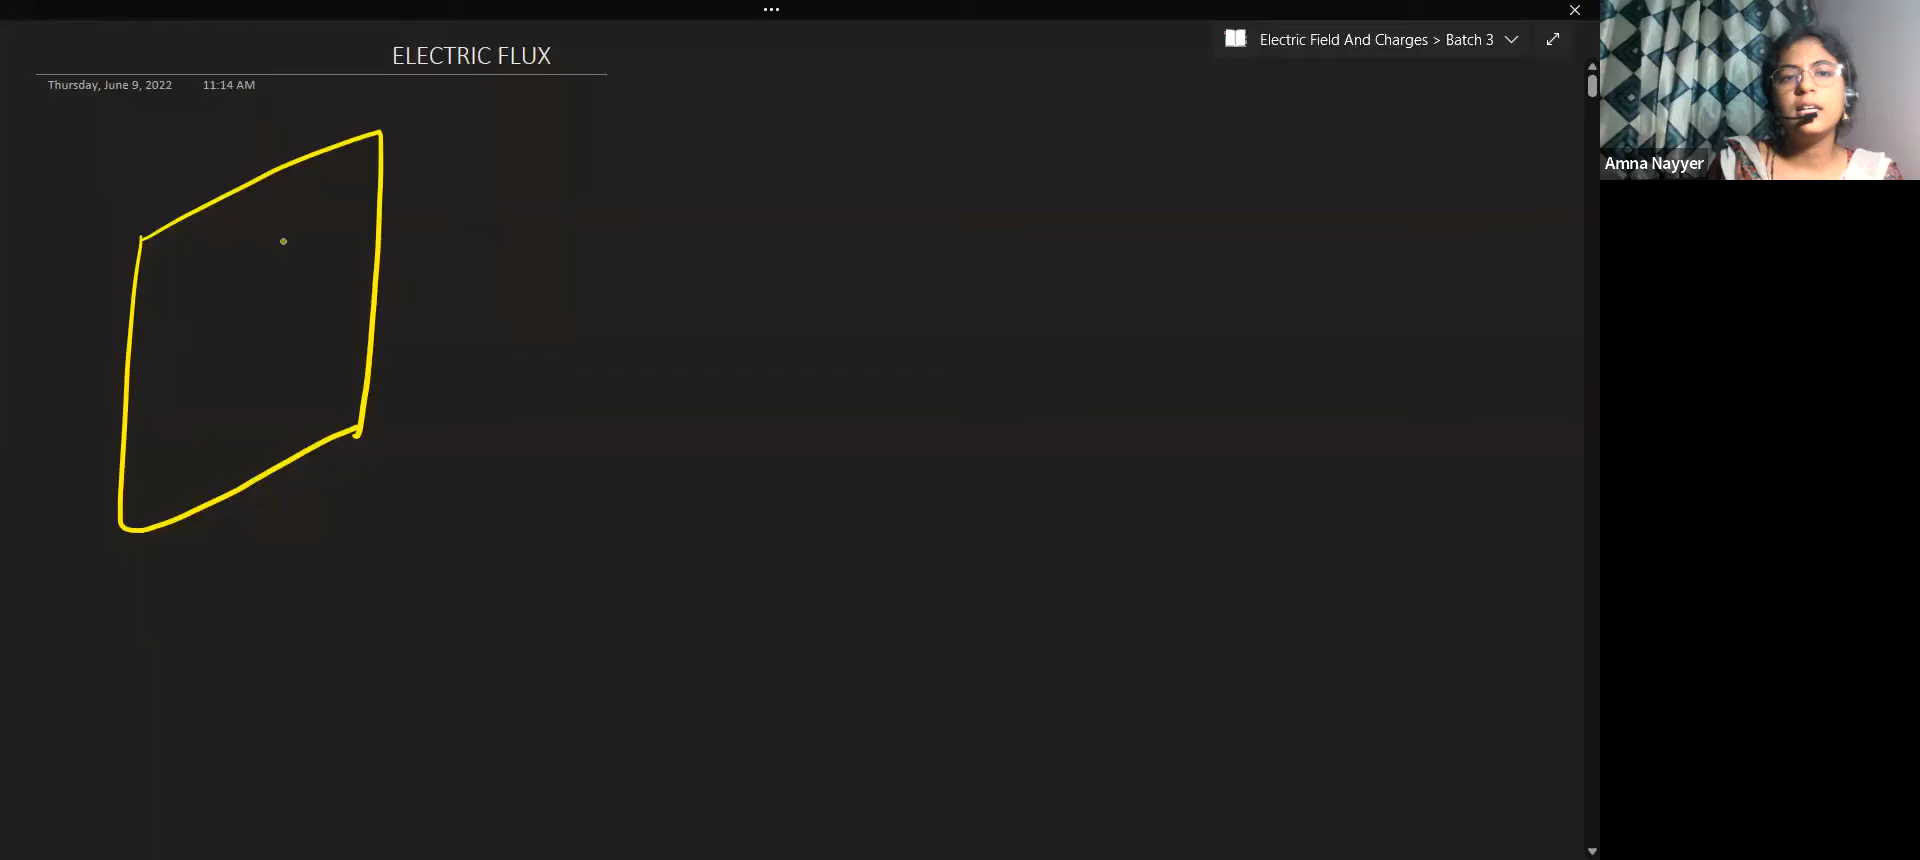 Electric Field And Charges > Batch 3
ELECTRIC FLUX
Thursday, June 9, 2022 11:14 AM
Amna Nayyer